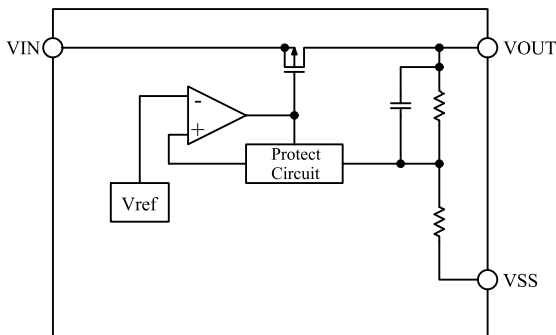 VIN
VOUT
-
+
Protect
Circuit
Vref
VSS